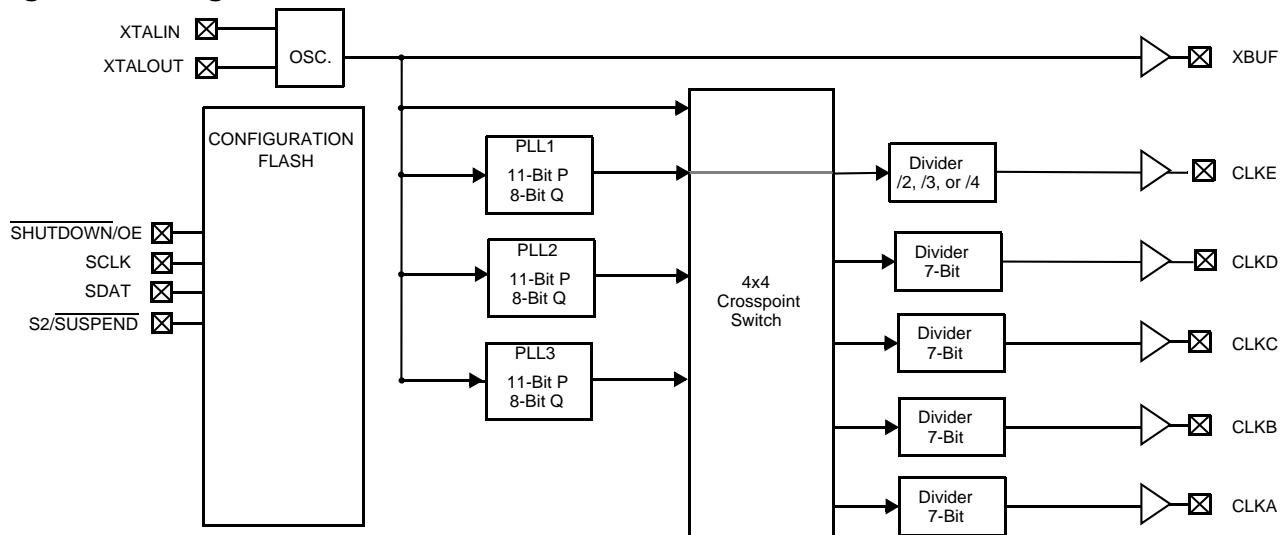 XTALIN
XTALOUT
OSC.
XBUF
CONFIGURATION
FLASH
PLL1
11-Bit P
8-Bit Q
Divider
/2, /3, or /4
CLKE
SHUTDOWN/OE
SCLK
SDAT
S2/SUSPEND
PLL2
11-Bit P
8-Bit Q
4x4
Crosspoint
Switch
Divider
7-Bit
CLKD
PLL3
11-Bit P
8-Bit Q
Divider
7-Bit
CLKC
Divider
7-Bit
CLKB
Divider
7-Bit
CLKA